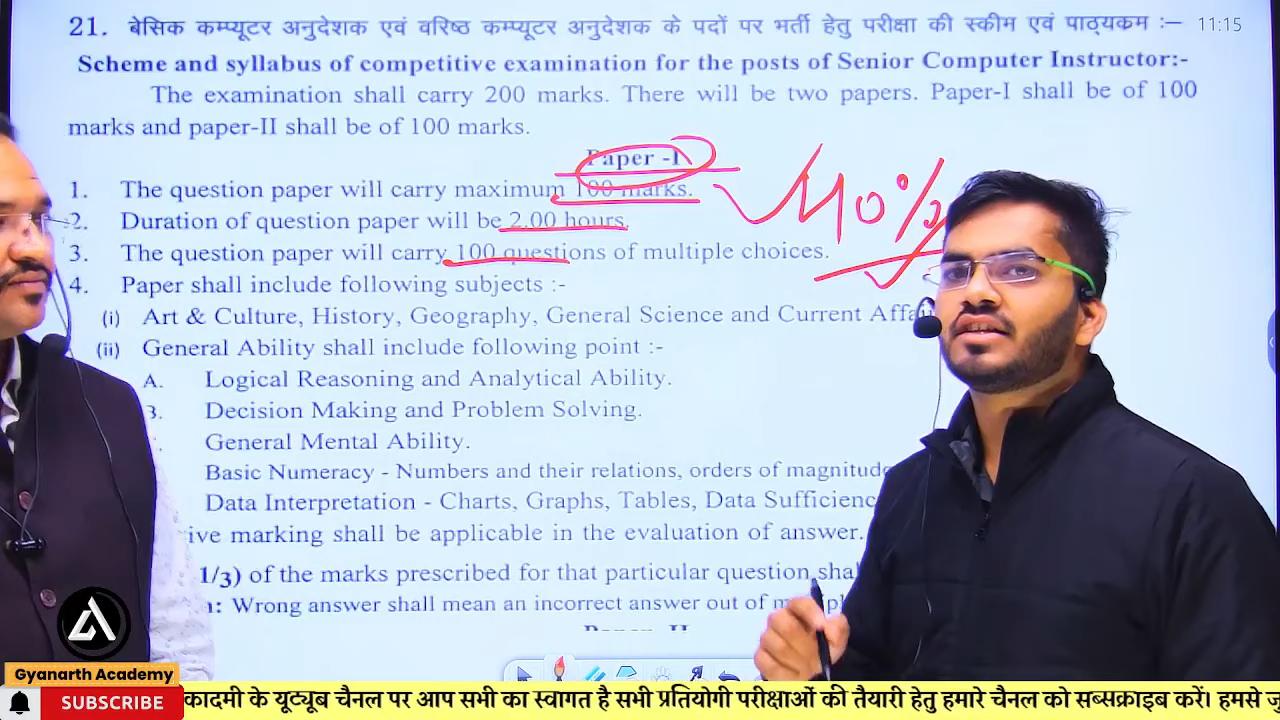 21. बेसिक कम्प्यूटर अनुदेशक एवं वरिष्ठ कम्प्यूटर अनुदेशक के पदों पर भर्ती हेतु परीक्षा की स्कीम एवं पाठ्यकम :–
11:15
Scheme and syllabus of competitive examination for the posts of Senior Computer Instructor:-
The examination shall carry 200 marks. There will be two papers. Paper-I shall be of 100
marks and paper-II shall be of 100 marks.
Paper -I
1. The question paper will carry maximum 100 marks.
40%
2. Duration of question paper will be 2.00 hours.
3. The question paper will carry 100 questions of multiple choices.
4. Paper shall include following subjects :-
(i) Art & Culture, History, Geography, General Science and Current
(ii) General Ability shall include following point :-
A. Logical Reasoning and Analytical Ability.
Decision Making and Problem Solving.
General Mental Ability.
Basic Numeracy - Numbers and their relations, orders of magnitude
Data Interpretation - Charts, Graphs, Tables, Data
marking shall be applicable in the evaluation of answer.
1/3) of the marks prescribed for that particular question
Wrong answer shall mean an incorrect answer out of
Paper II
Gyanarth Academy
SUBSCRIBE
के यूट्यूब चैनल पर आप सभी का स्वागत है सभी प्रतियोगी परीक्षाओं की तैयारी हेतु हमारे चैनल को सब्सक्राइब करें। हमसे